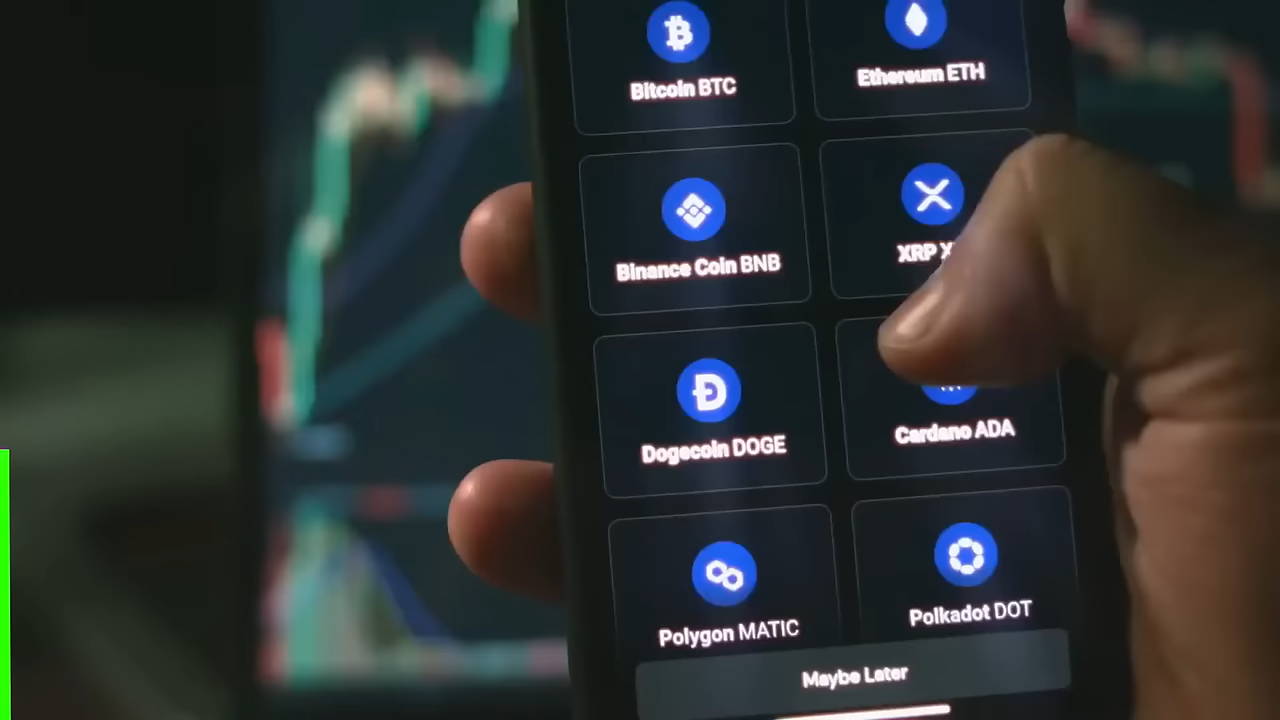 Bitcoin BTC
Ethereum ETH
Binance Coin BNB
XRP
Dogecoin DOGE
Cardano ADA
Polygon MATIC
Polkadot DOT
Maybe Later